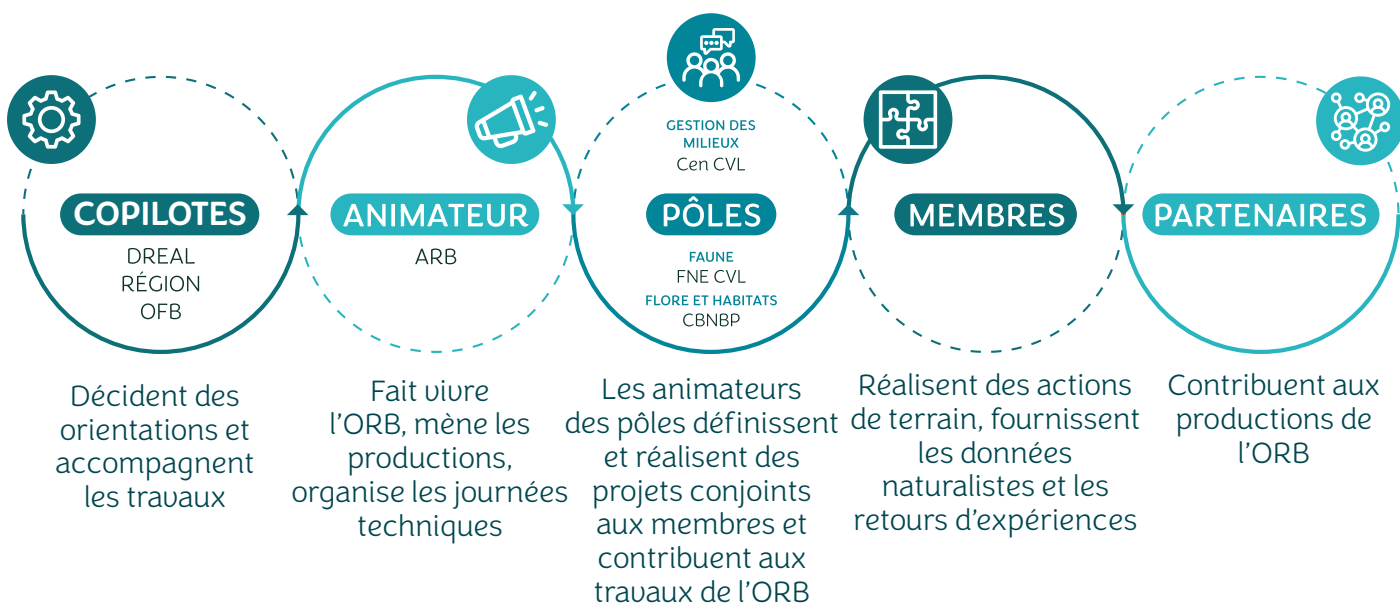 COPILOTES
DREAL
RÉGION
OFB
Décident des
orientations et
accompagnent
les travaux
ANIMATEUR
ARB
Fait vivre
l'ORB, mène les
productions,
organise les journées
techniques
GESTION DES
MILIEUX
Cen CVL
PÔLES
FAUNE
FNE CVL
FLORE ET HABITATS
CBNBP
Les animateurs
des pôles définissent
et réalisent des
projets conjoints
aux membres et
contribuent aux
travaux de l'ORB
MEMBRES
Réalisent des actions
de terrain, fournissent
les données
naturalistes et les
retours d'expériences
PARTENAIRES
Contribuent aux
productions de
l'ORB